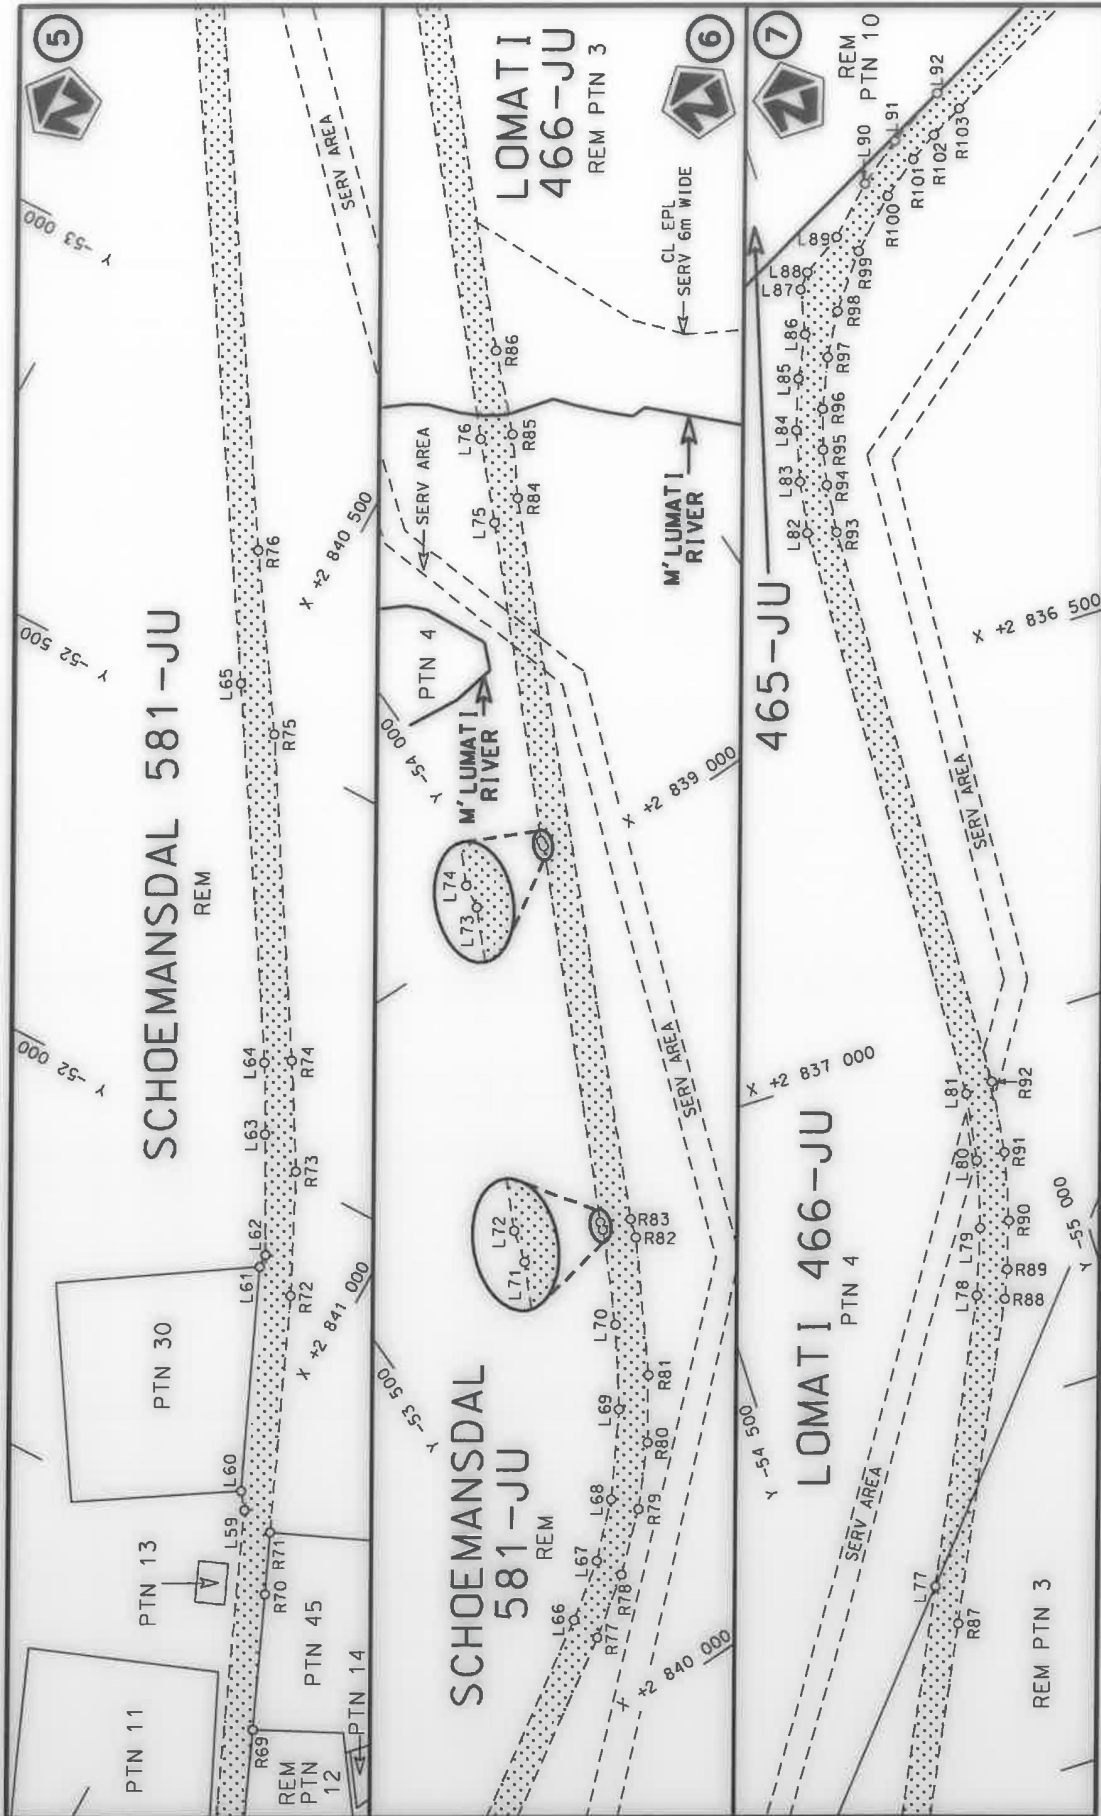 5
N
Y -53 000
Y -52 500
Y -52 000
SERV AREA
SCHOEMANSDAL 581-JU
REM
X +2 840 500
X +2 841 000
L65
L64
L63
L62
L61
L60
L59
R76
R75
R74
R73
R72
R71
R70
R69
PTN 30
PTN 13
A
PTN 11
PTN 45
PTN 14
REM
PTN
12
6
N
LOMATI
466-JU
REM PTN 3
CL EPL
SERV 6m WIDE
SERV AREA
M'LUMATI
RIVER
PTN 4
M'LUMATI
RIVER
Y -54 000
X +2 839 000
L76
L75
L74
L73
L72
L71
L70
L69
L68
L67
L66
R86
R85
R84
R83
R82
R81
R80
R79
R78
R77
SERV AREA
Y -53 500
SCHOEMANSDAL
581-JU
REM
X +2 840 000
7
N
REM
PTN 10
L92
L91
L90
L89
L88
L87
L86
L85
L84
L83
L82
R103
R102
R101
R100
R99
R98
R97
R96
R95
R94
R93
465-JU
X +2 836 500
SERV AREA
X +2 837 000
L81
L80
L79
L78
L77
R92
R91
R90
R89
R88
R87
LOMATI 466-JU
PTN 4
Y -55 000
Y -54 500
SERV AREA
REM PTN 3